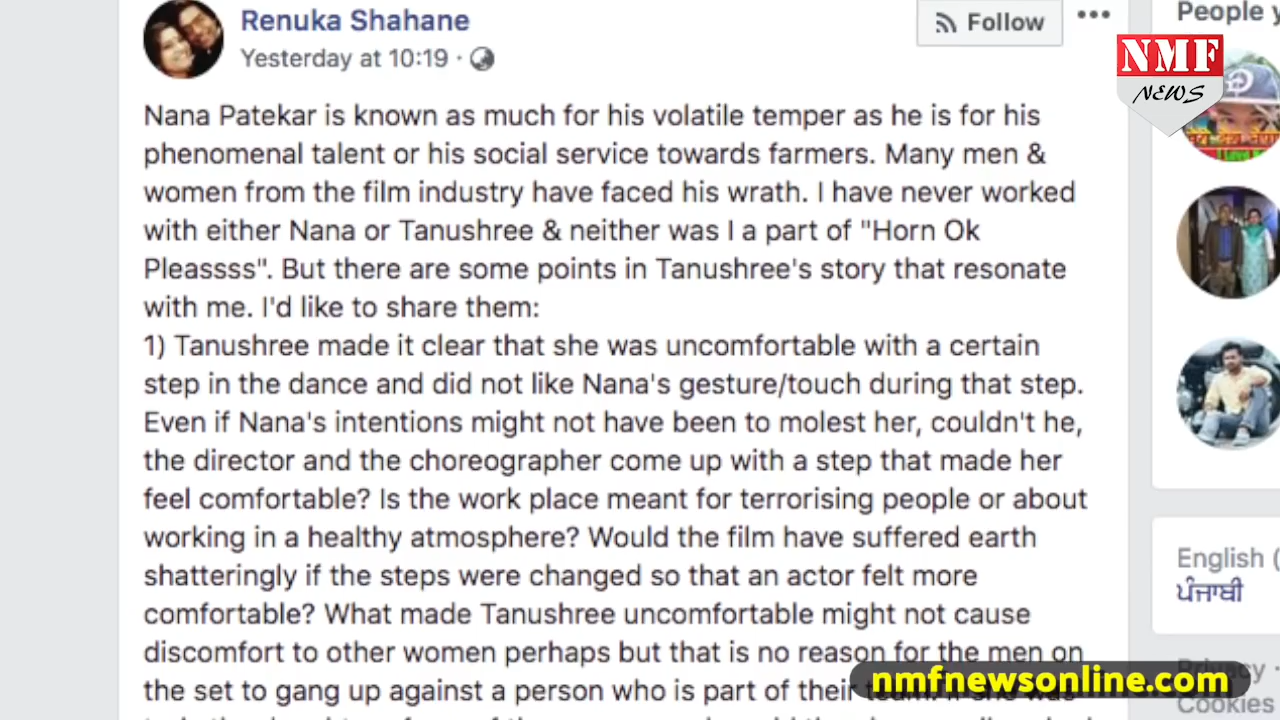 Renuka Shahane
Yesterday at 10:19 ·
Follow
People
NMF
NEWS
Nana Patekar is known as much for his volatile temper as he is for his
phenomenal talent or his social service towards farmers. Many men &
women from the film industry have faced his wrath. I have never worked
with either Nana or Tanushree & neither was I a part of "Horn Ok
Pleassss". But there are some points in Tanushree's story that resonate
with me. I'd like to share them:
1) Tanushree made it clear that she was uncomfortable with a certain
step in the dance and did not like Nana's gesture/touch during that step.
Even if Nana's intentions might not have been to molest her, couldn't he,
the director and the choreographer come up with a step that made her
feel comfortable? Is the work place meant for terrorising people or about
working in a healthy atmosphere? Would the film have suffered earth
shatteringly if the steps were changed so that an actor felt more
comfortable? What made Tanushree uncomfortable might not cause
discomfort to other women perhaps but that is no reason for the men on
the set to gang up against a person who is part of their
English
ਪੰਜਾਬੀ
Privacy ·
Cookies
nmfnewsonline.com